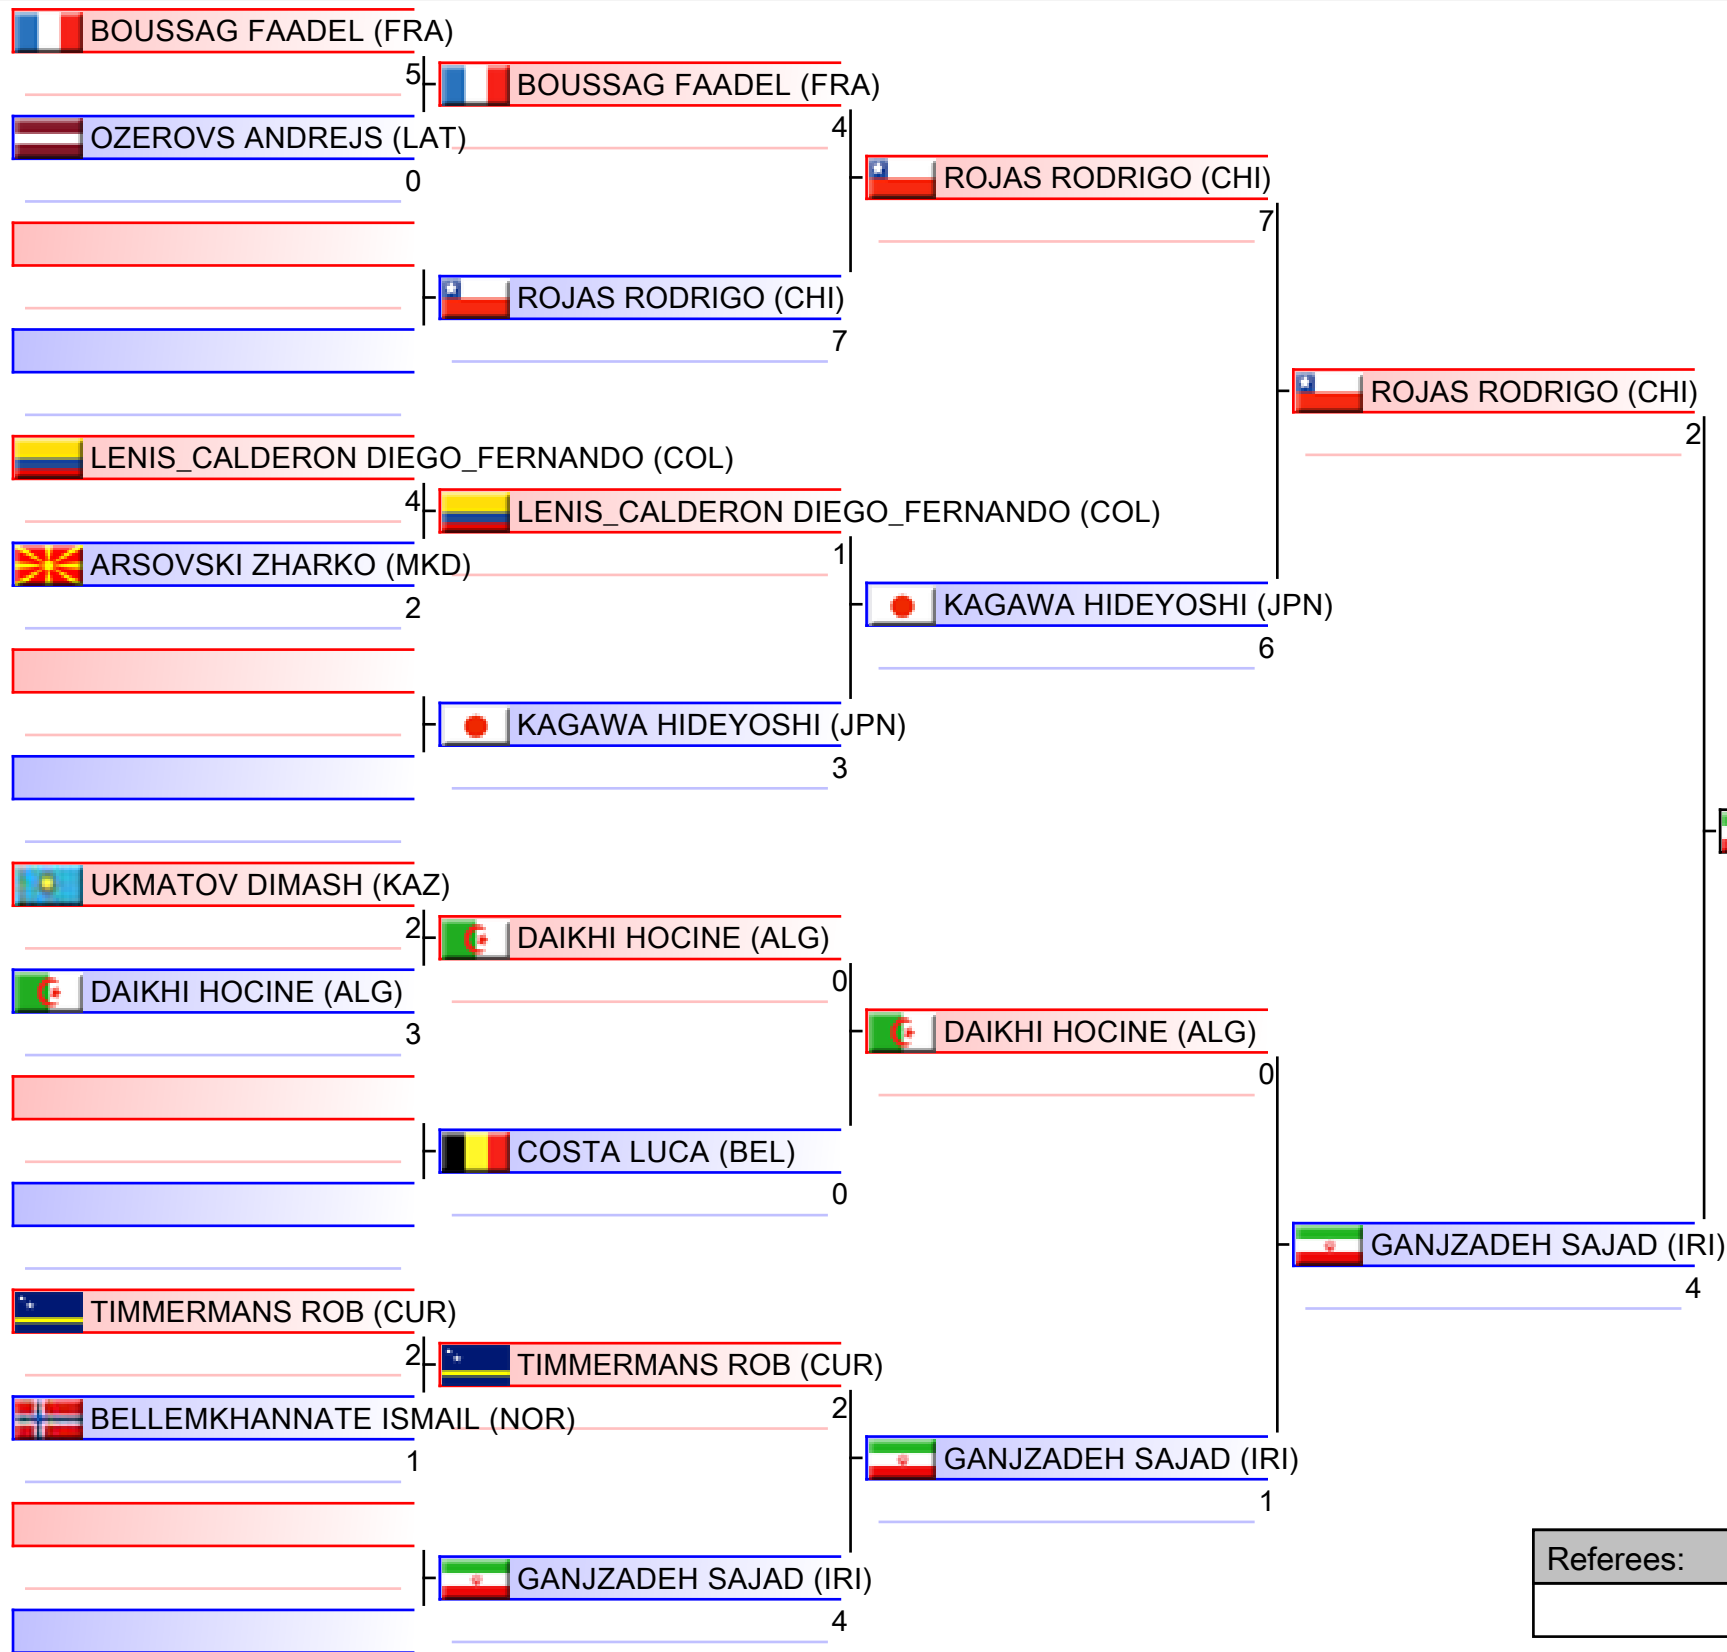 BOUSSAG FAADEL (FRA)
5
BOUSSAG FAADEL (FRA)
4
OZEROVS ANDREJS (LAT)
0
ROJAS RODRIGO (CHI)
7
ROJAS RODRIGO (CHI)
7
ROJAS RODRIGO (CHI)
2
LENIS_CALDERON DIEGO_FERNANDO (COL)
4
LENIS_CALDERON DIEGO_FERNANDO (COL)
1
ARSOVSKI ZHARKO (MKD)
2
KAGAWA HIDEYOSHI (JPN)
6
KAGAWA HIDEYOSHI (JPN)
3
UKMATOV DIMASH (KAZ)
2
DAIKHI HOCINE (ALG)
0
DAIKHI HOCINE (ALG)
3
DAIKHI HOCINE (ALG)
0
COSTA LUCA (BEL)
0
GANJZADEH SAJAD (IRI)
4
TIMMERMANS ROB (CUR)
2
TIMMERMANS ROB (CUR)
2
BELLEMKHANNATE ISMAIL (NOR)
1
GANJZADEH SAJAD (IRI)
1
GANJZADEH SAJAD (IRI)
4
Referees: